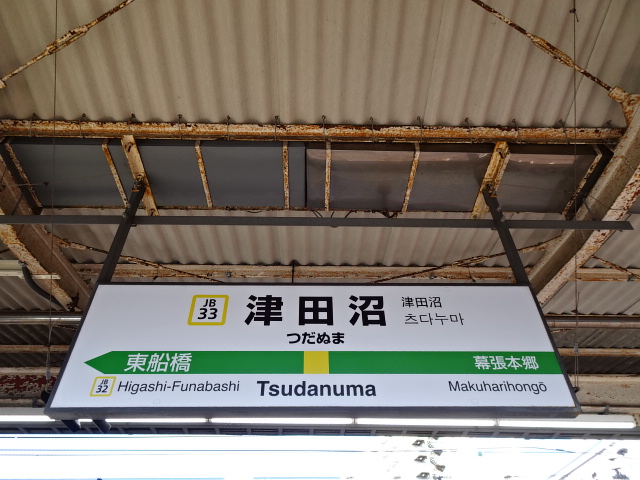 JB
33
津田沼
津田沼
츠다누마
つだぬま
東船橋
幕張本郷
JB
32
Higashi-Funabashi
Tsudanuma
Makuharihongō